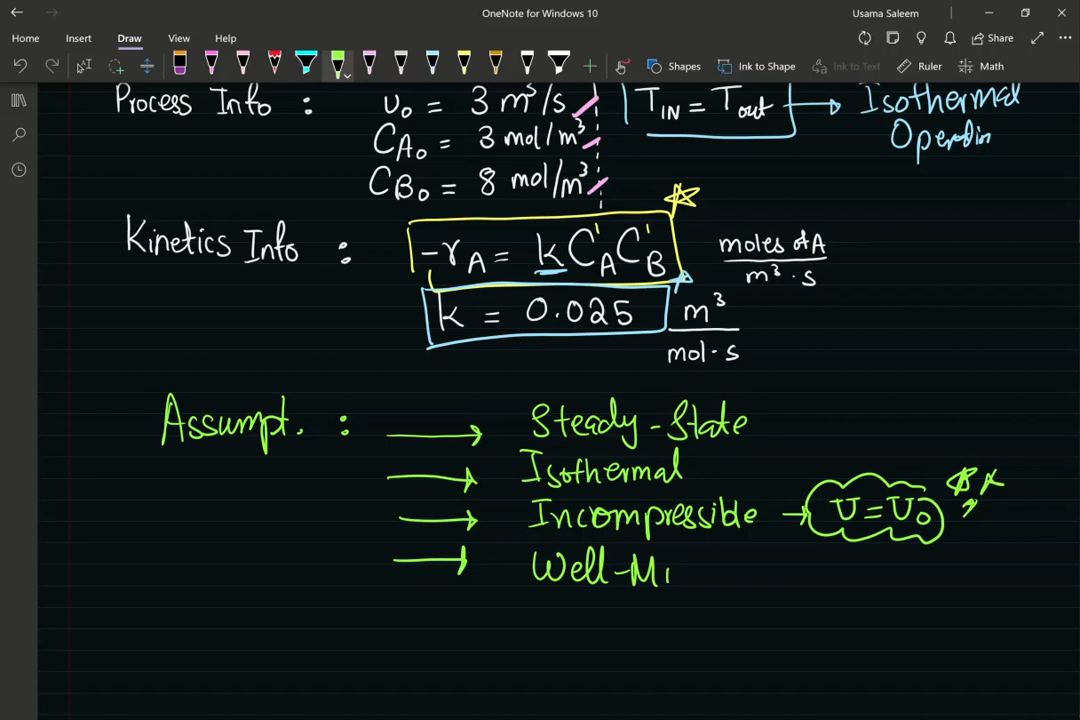 OneNote for Windows 10
Usama Saleem
Home Insert Draw View Help
Share
Shapes Ink to Shape Ink to Text Ruler Math
Process Info : υ₀ = 3 m³/s T_IN = T_out → Isothermal
C_A₀ = 3 mol/m³ Operation
C_B₀ = 8 mol/m³
Kinetics Info : -r_A = k C_A^1 C_B^1 moles of A / m³ · s
k = 0.025 m³ / mol · s
Assumpt. : → Steady-State
→ Isothermal
→ Incompressible → υ = υ₀
→ Well-Mi